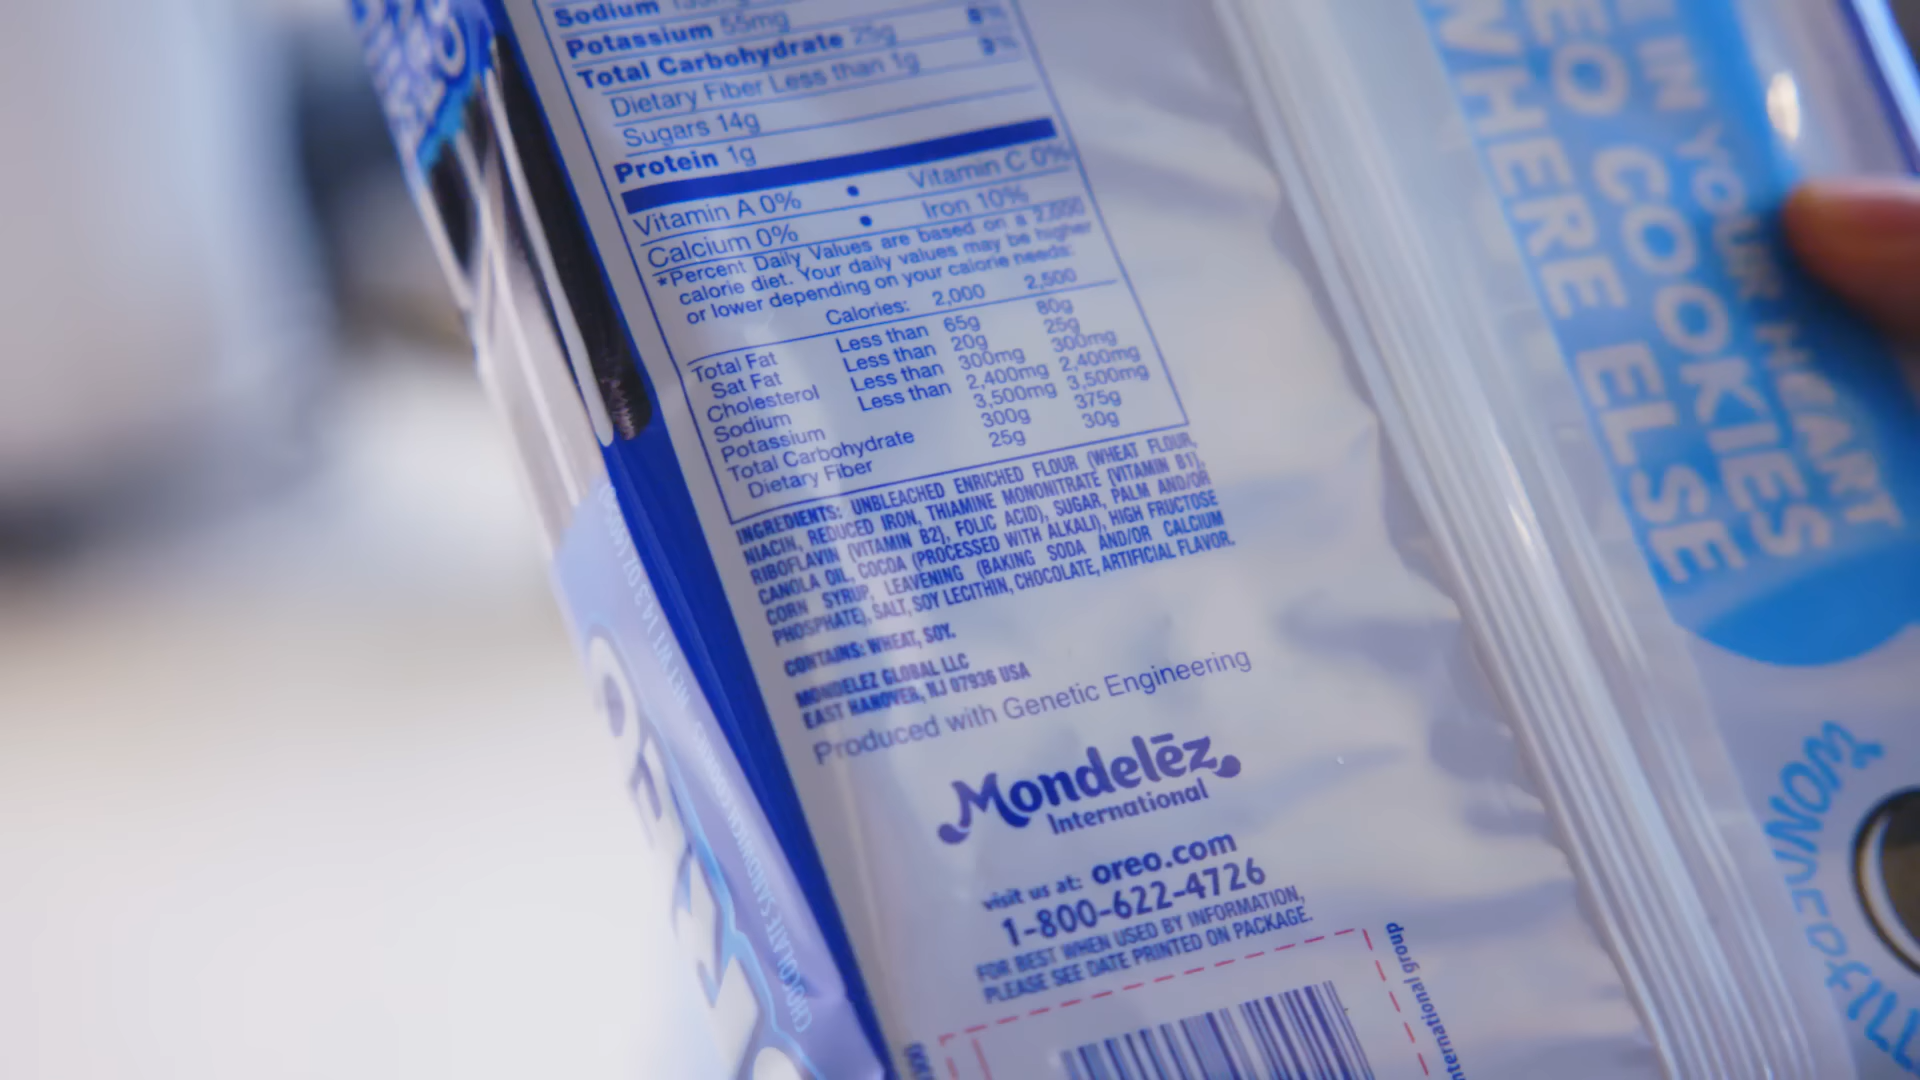 Sodium
Potassium 55mg
Total Carbohydrate 25g 8%
Dietary Fiber Less than 1g 3%
Sugars 14g
Protein 1g
Vitamin A 0% • Vitamin C 0%
Calcium 0% • Iron 10%
*Percent Daily Values are based on a 2,000
calorie diet. Your daily values may be higher
or lower depending on your calorie needs:
Calories: 2,000 2,500
Total Fat Less than 65g 80g
Sat Fat Less than 20g 25g
Cholesterol Less than 300mg 300mg
Sodium Less than 2,400mg 2,400mg
Potassium 3,500mg 3,500mg
Total Carbohydrate 300g 375g
Dietary Fiber 25g 30g
INGREDIENTS: UNBLEACHED ENRICHED FLOUR (WHEAT FLOUR,
NIACIN, REDUCED IRON, THIAMINE MONONITRATE {VITAMIN B1},
RIBOFLAVIN {VITAMIN B2}, FOLIC ACID), SUGAR, PALM AND/OR
CANOLA OIL, COCOA (PROCESSED WITH ALKALI), HIGH FRUCTOSE
CORN SYRUP, LEAVENING (BAKING SODA AND/OR CALCIUM
PHOSPHATE), SALT, SOY LECITHIN, CHOCOLATE, ARTIFICIAL FLAVOR.
CONTAINS: WHEAT, SOY.
MONDELEZ GLOBAL LLC
EAST HANOVER, NJ 07936 USA
Produced with Genetic Engineering
Mondelēz
International
visit us at: oreo.com
1-800-622-4726
FOR BEST WHEN USED BY INFORMATION,
PLEASE SEE DATE PRINTED ON PACKAGE.
international group
IN YOUR HEART
COOKIES
WHERE ELSE
CHOCOLATE SANDWICH COOKIES